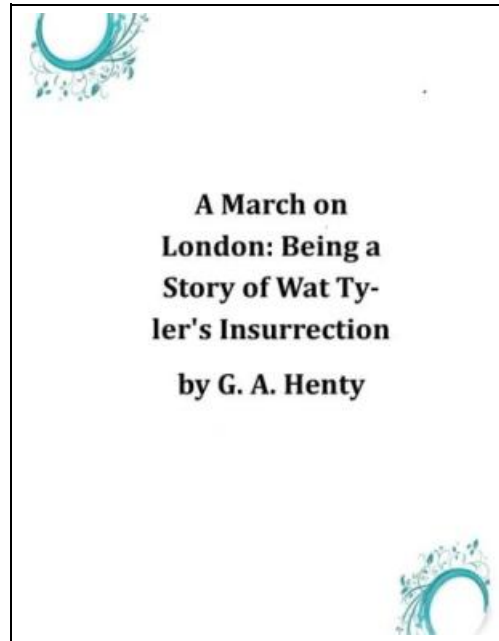 A March on
London: Being a
Story of Wat Ty-
ler's Insurrection
by G. A. Henty